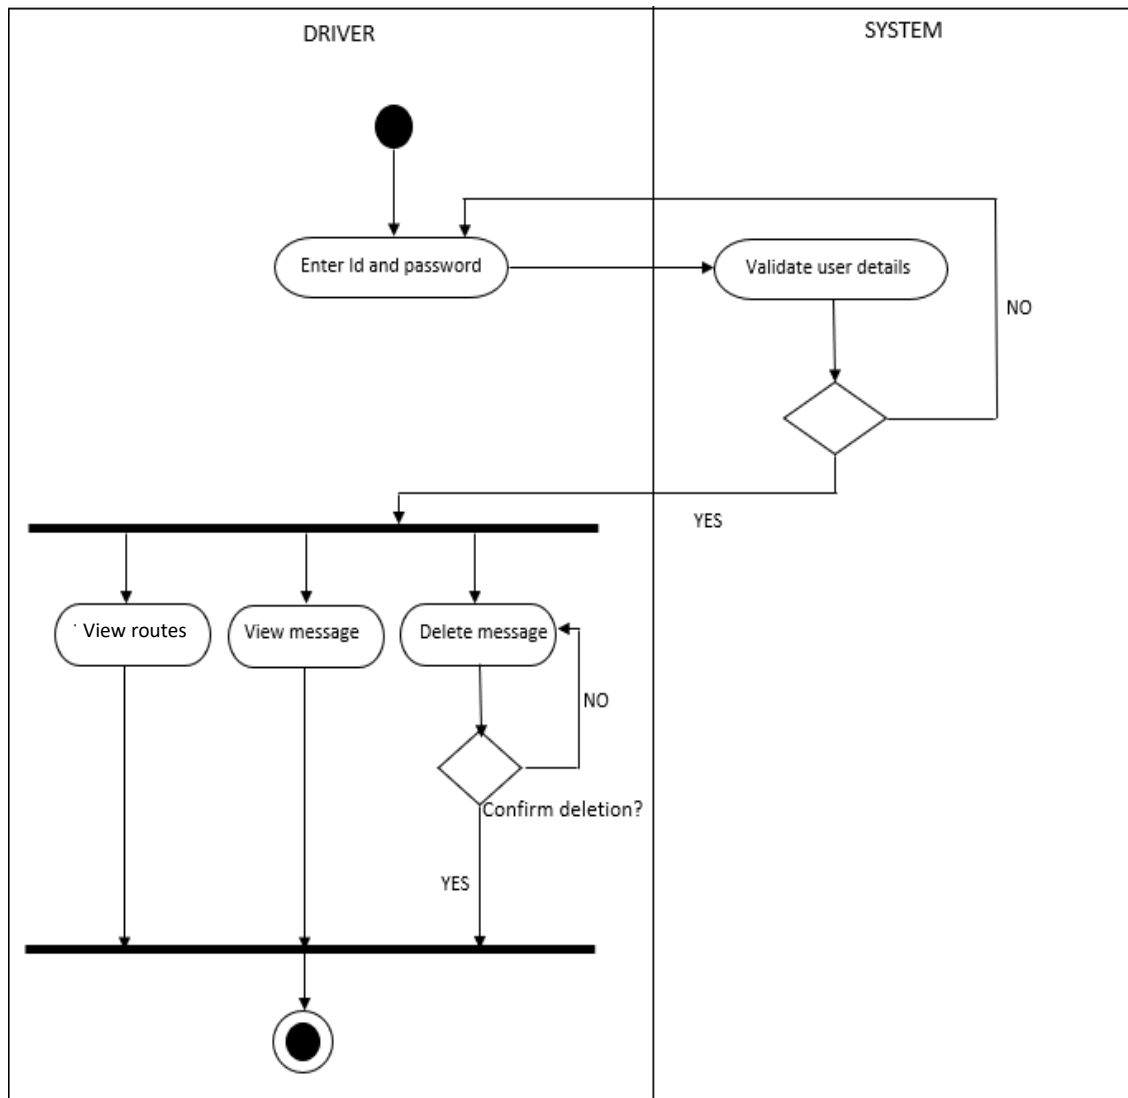 DRIVER
SYSTEM
Enter Id and password
Validate user details
NO
YES
View routes
View message
Delete message
NO
Confirm deletion?
YES